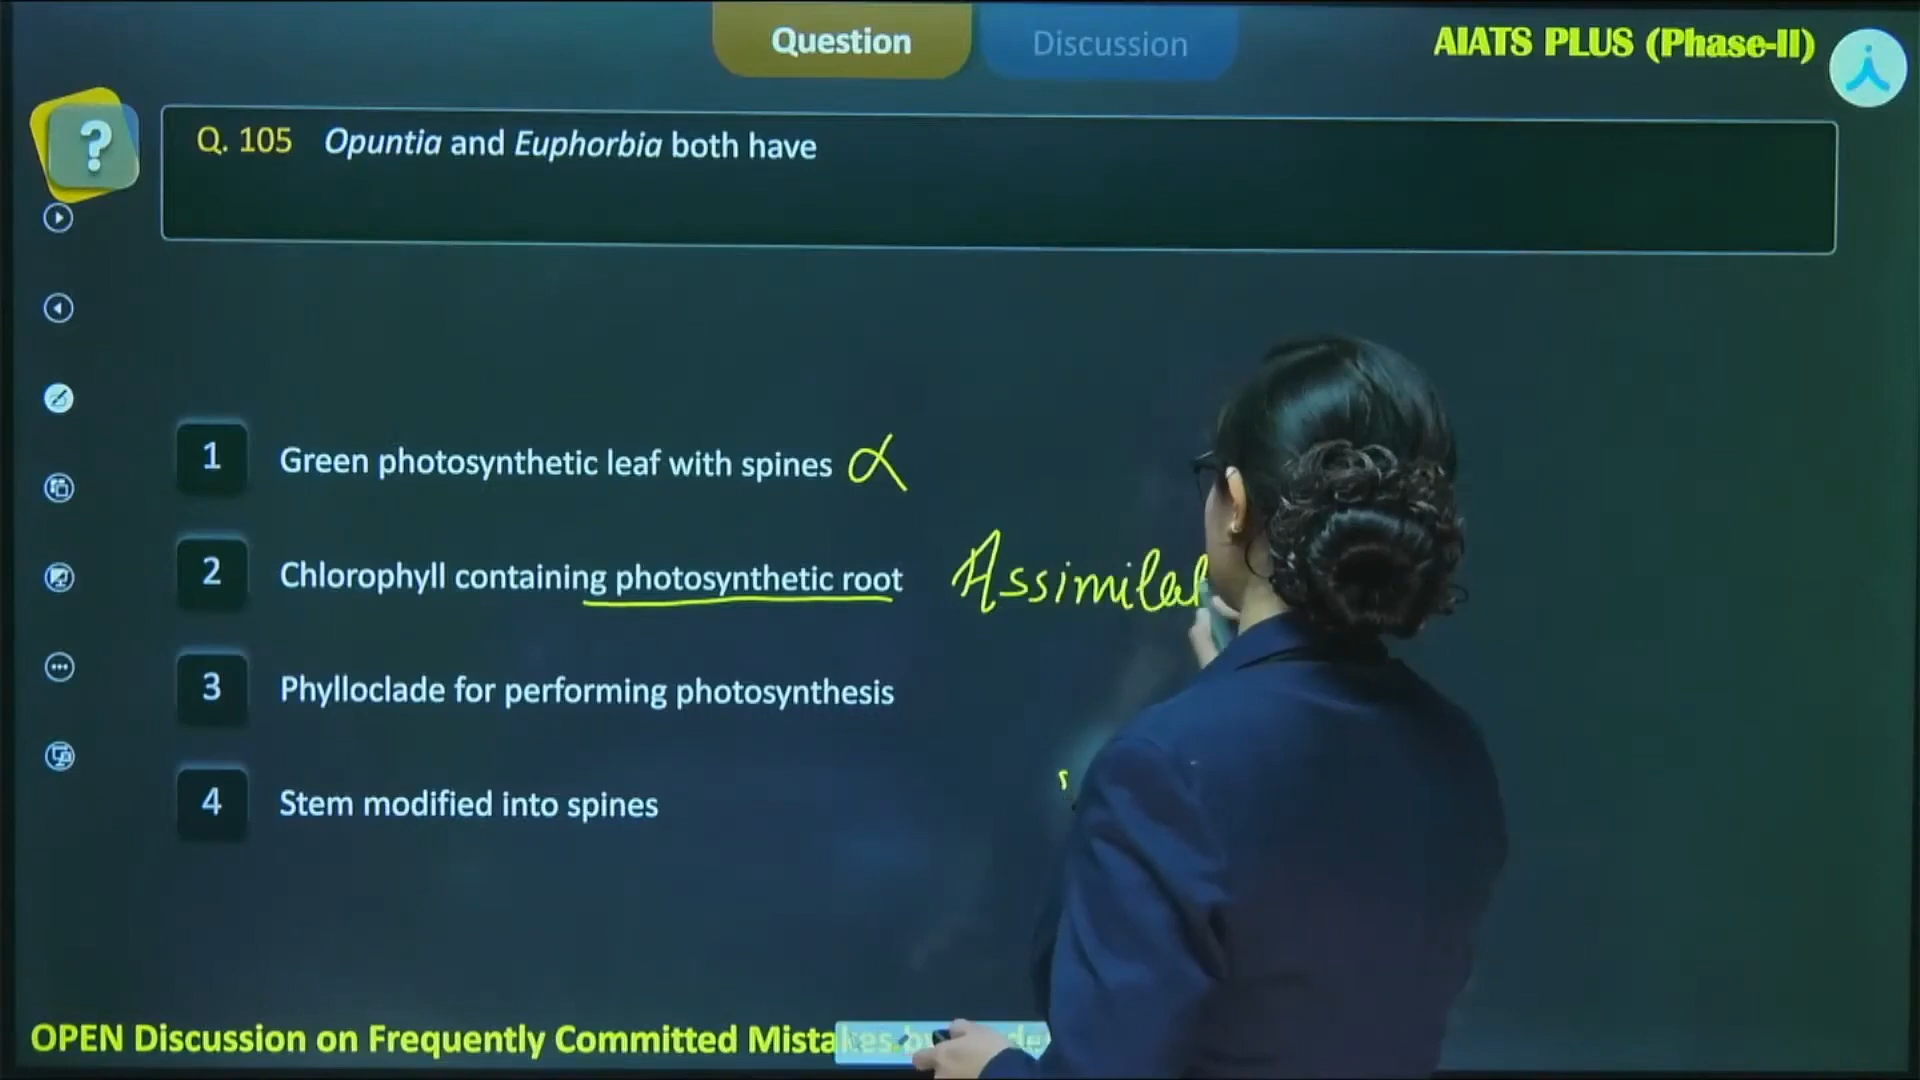 Question
Discussion
AIATS PLUS (Phase-II)
?
Q. 105 Opuntia and Euphorbia both have
1 Green photosynthetic leaf with spines
2 Chlorophyll containing photosynthetic root
Assimilat
3 Phylloclade for performing photosynthesis
4 Stem modified into spines
OPEN Discussion on Frequently Committed Mistakes